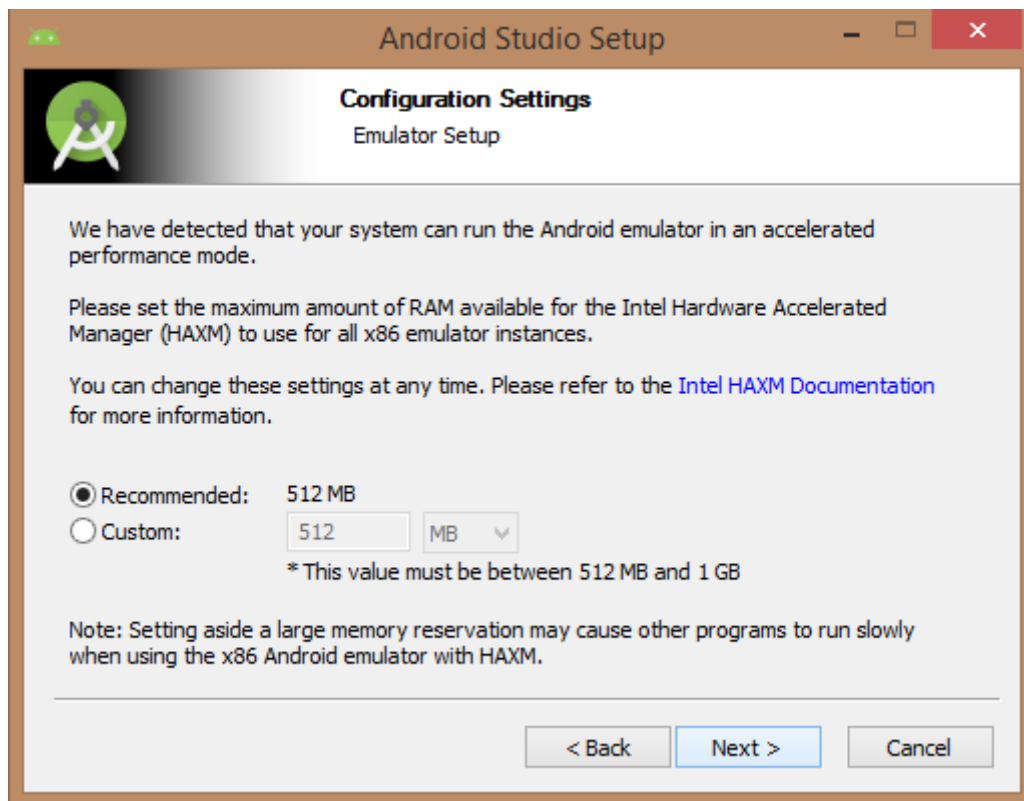 Android Studio Setup
Configuration Settings
Emulator Setup
We have detected that your system can run the Android emulator in an accelerated
performance mode.
Please set the maximum amount of RAM available for the Intel Hardware Accelerated
Manager (HAXM) to use for all x86 emulator instances.
You can change these settings at any time. Please refer to the Intel HAXM Documentation
for more information.
Recommended: 512 MB
Custom: 512 MB
* This value must be between 512 MB and 1 GB
Note: Setting aside a large memory reservation may cause other programs to run slowly
when using the x86 Android emulator with HAXM.
< Back Next > Cancel